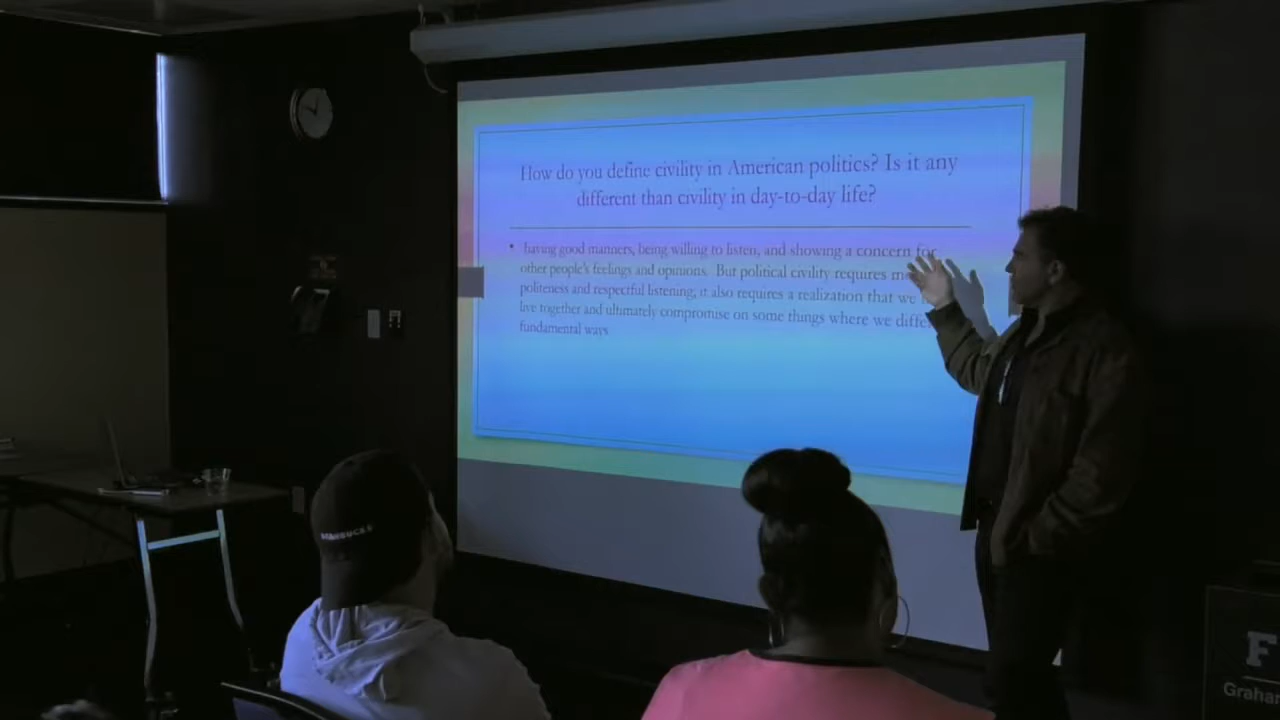 How do you define civility in American politics? Is it any
different than civility in day-to-day life?
• having good manners, being willing to listen, and showing a concern for
other people's feelings and opinions. But political civility requires
politeness and respectful listening; it also requires a realization that we
live together and ultimately compromise on some things where we differ
fundamental ways
F
Graha